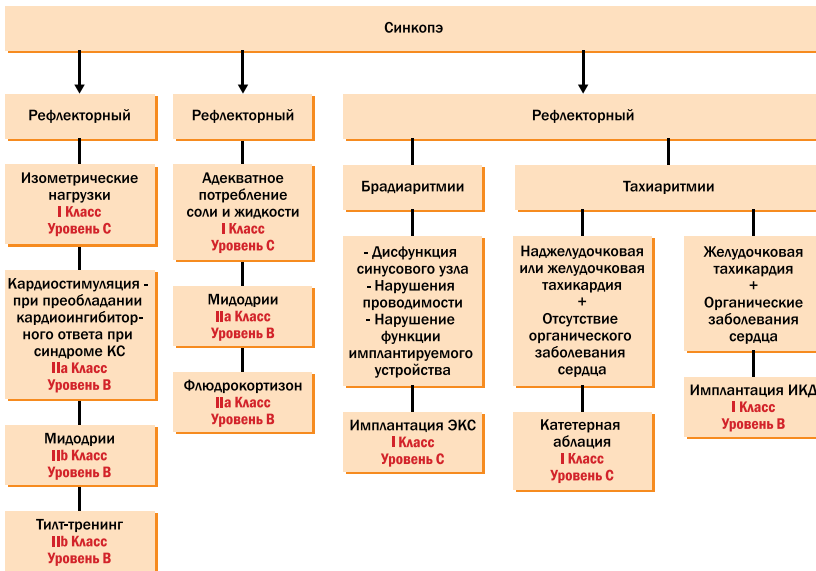 Синкопэ
Рефлекторный
Изометрические
нагрузки
I Класс
Уровень C
Кардиостимуляция -
при преобладании
кардиоингибитор-
ного ответа при
синдроме КС
IIa Класс
Уровень B
Мидодрии
IIb Класс
Уровень B
Тилт-тренинг
IIb Класс
Уровень B
Рефлекторный
Адекватное
потребление
соли и жидкости
I Класс
Уровень C
Мидодрии
IIa Класс
Уровень B
Флюдрокортизон
IIa Класс
Уровень B
Рефлекторный
Брадиаритмии
- Дисфункция
синусового узла
- Нарушения
проводимости
- Нарушение
функции
имплантируемого
устройства
Имплантация ЭКС
I Класс
Уровень C
Тахиаритмии
Наджелудочковая
или желудочковая
тахикардия
+
Отсутствие
органического
заболевания
сердца
Катетерная
аблация
I Класс
Уровень C
Желудочковая
тахикардия
+
Органические
заболевания
сердца
Имплантация ИКД
I Класс
Уровень B